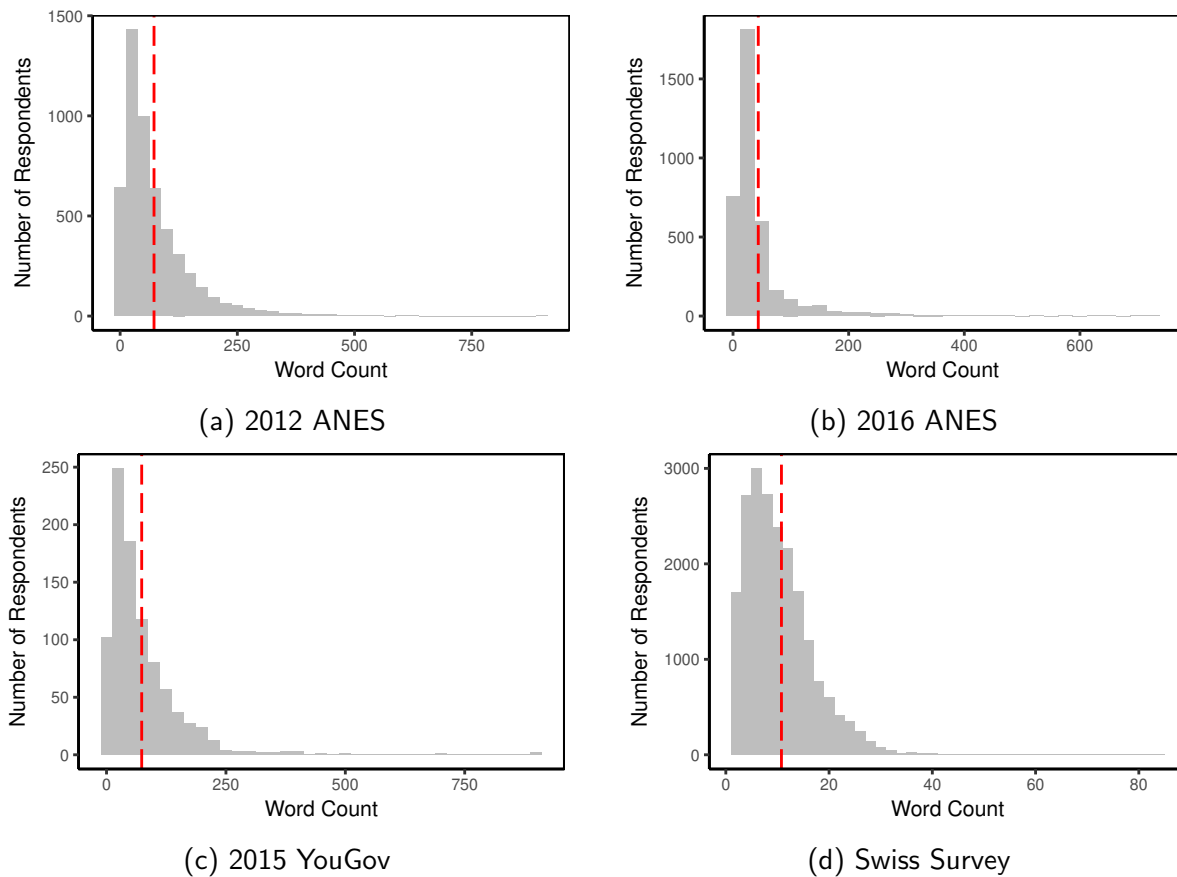 1500
1000
500
0
Number of Respondents
0 250 500 750
Word Count
(a) 2012 ANES
1500
1000
500
0
Number of Respondents
0 200 400 600
Word Count
(b) 2016 ANES
250
200
150
100
50
0
Number of Respondents
0 250 500 750
Word Count
(c) 2015 YouGov
3000
2000
1000
0
Number of Respondents
0 20 40 60 80
Word Count
(d) Swiss Survey